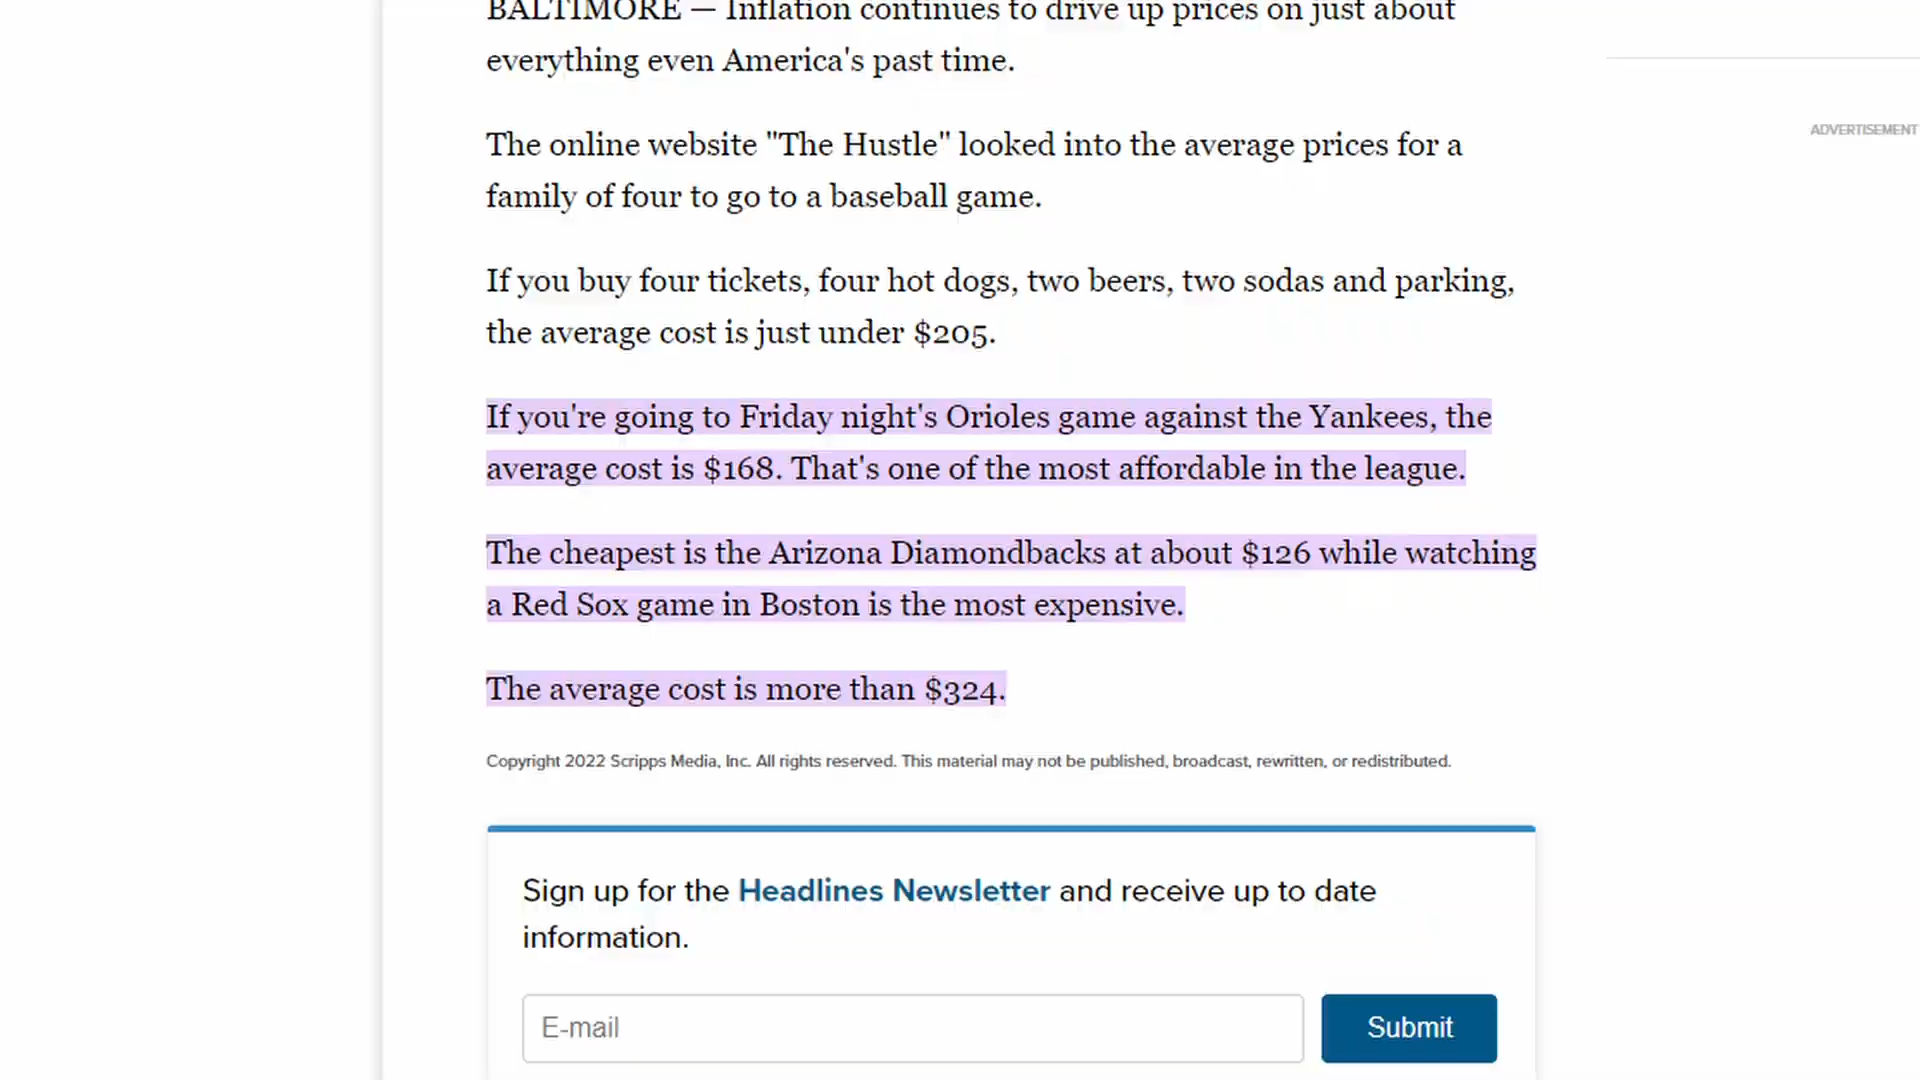 BALTIMORE — Inflation continues to drive up prices on just about
everything even America's past time.
ADVERTISEMENT
The online website "The Hustle" looked into the average prices for a
family of four to go to a baseball game.
If you buy four tickets, four hot dogs, two beers, two sodas and parking,
the average cost is just under $205.
If you're going to Friday night's Orioles game against the Yankees, the
average cost is $168. That's one of the most affordable in the league.
The cheapest is the Arizona Diamondbacks at about $126 while watching
a Red Sox game in Boston is the most expensive.
The average cost is more than $324.
Copyright 2022 Scripps Media, Inc. All rights reserved. This material may not be published, broadcast, rewritten, or redistributed.
Sign up for the Headlines Newsletter and receive up to date
information.
E-mail
Submit